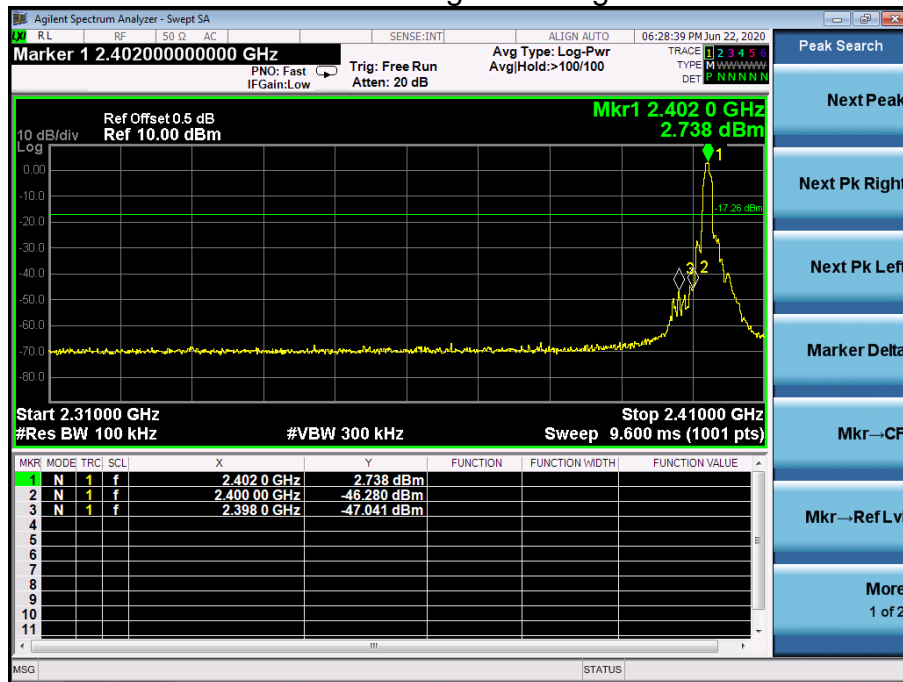 Agilent Spectrum Analyzer - Swept SA
LXI RL RF 50 Ω AC SENSE:INT ALIGN AUTO 06:28:39 PM Jun 22, 2020
Marker 1 2.402000000000 GHz
PNO: Fast
IFGain:Low
Trig: Free Run
Atten: 20 dB
Avg Type: Log-Pwr
Avg|Hold:>100/100
TRACE 1 2 3 4 5 6
TYPE M WWWWW
DET P N N N N N
Peak Search
Next Peak
Next Pk Right
Next Pk Left
Marker Delta
Mkr→CF
Mkr→Ref Lvl
More
1 of 2
Mkr1 2.402 0 GHz
2.738 dBm
Ref Offset 0.5 dB
10 dB/div Ref 10.00 dBm
Log
1
0.00
-10.0
-17.26 dBm
-20.0
-30.0
3 2
-40.0
-50.0
-60.0
-70.0
-80.0
Start 2.31000 GHz Stop 2.41000 GHz
#Res BW 100 kHz #VBW 300 kHz Sweep 9.600 ms (1001 pts)
MKR MODE TRC SCL X Y FUNCTION FUNCTION WIDTH FUNCTION VALUE
1 N 1 f 2.402 0 GHz 2.738 dBm
2 N 1 f 2.400 00 GHz -46.280 dBm
3 N 1 f 2.398 0 GHz -47.041 dBm
4
5
6
7
8
9
10
11
MSG STATUS